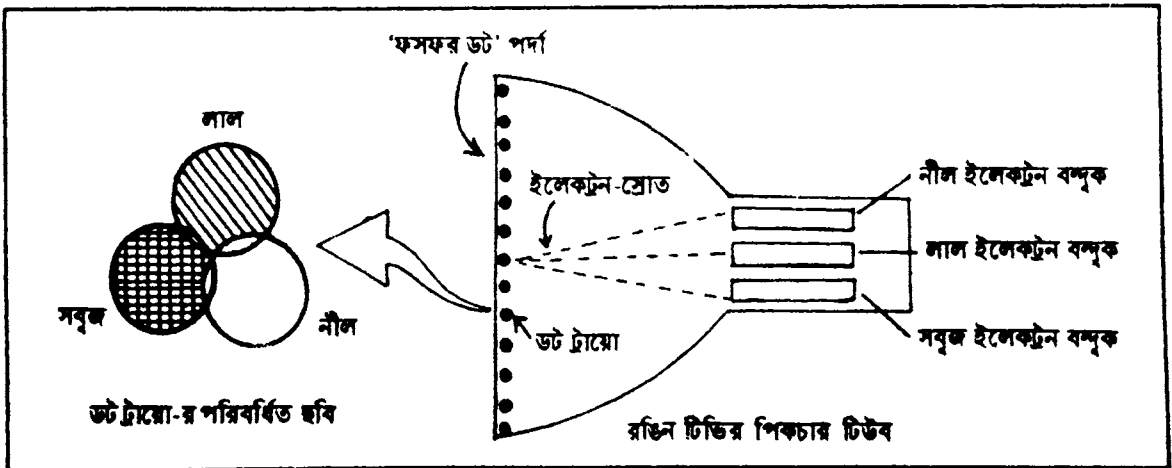 'ফসফর ডট' পর্দা
লাল
সবুজ
নীল
ডট ট্রায়ো-র পরিবর্ধিত ছবি
ইলেকট্রন-স্রোত
ডট ট্রায়ো
নীল ইলেকট্রন বন্দুক
লাল ইলেকট্রন বন্দুক
সবুজ ইলেকট্রন বন্দুক
রঙিন টিভির পিকচার টিউব